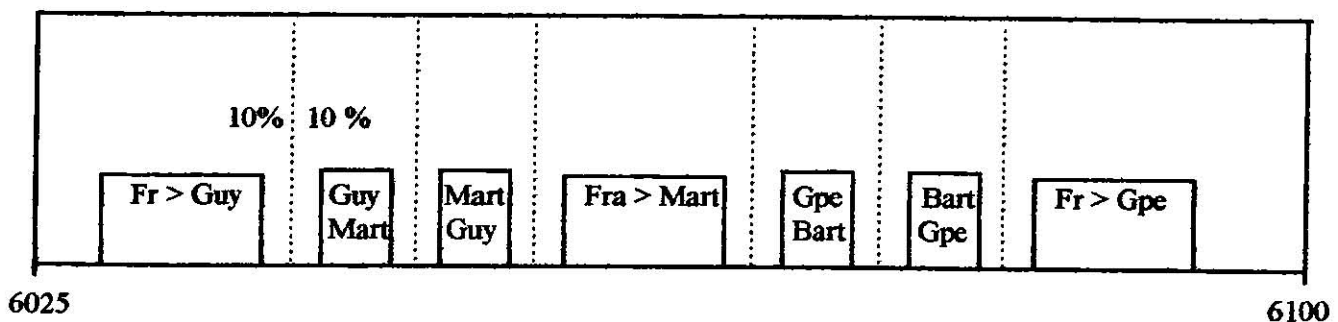 10% 10 %
Fr > Guy
Guy
Mart
Mart
Guy
Fra > Mart
Gpe
Bart
Bart
Gpe
Fr > Gpe
6025
6100